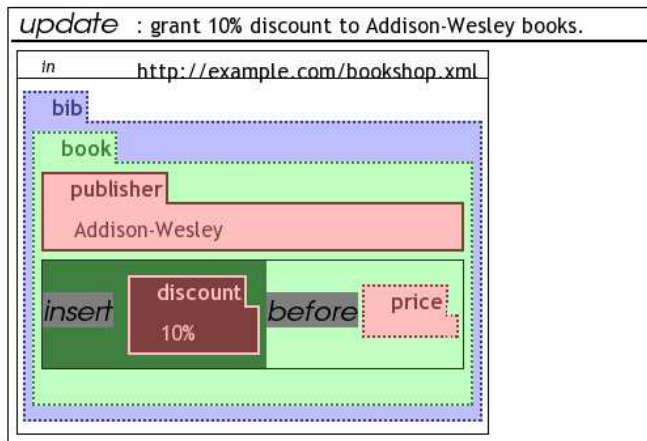 update : grant 10% discount to Addison-Wesley books.
in http://example.com/bookshop.xml
bib
book
publisher
Addison-Wesley
insert discount before price
10%